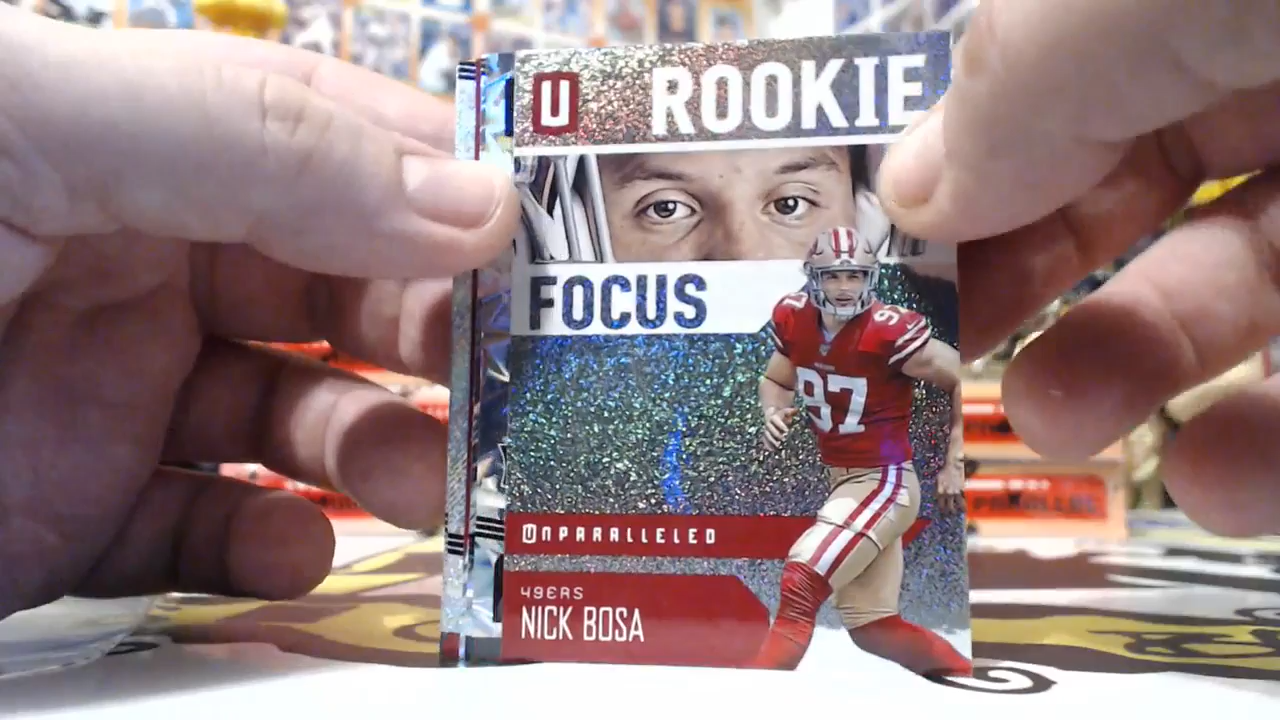 U ROOKIE
FOCUS
97
97
UNPARALLELED
49ERS
NICK BOSA